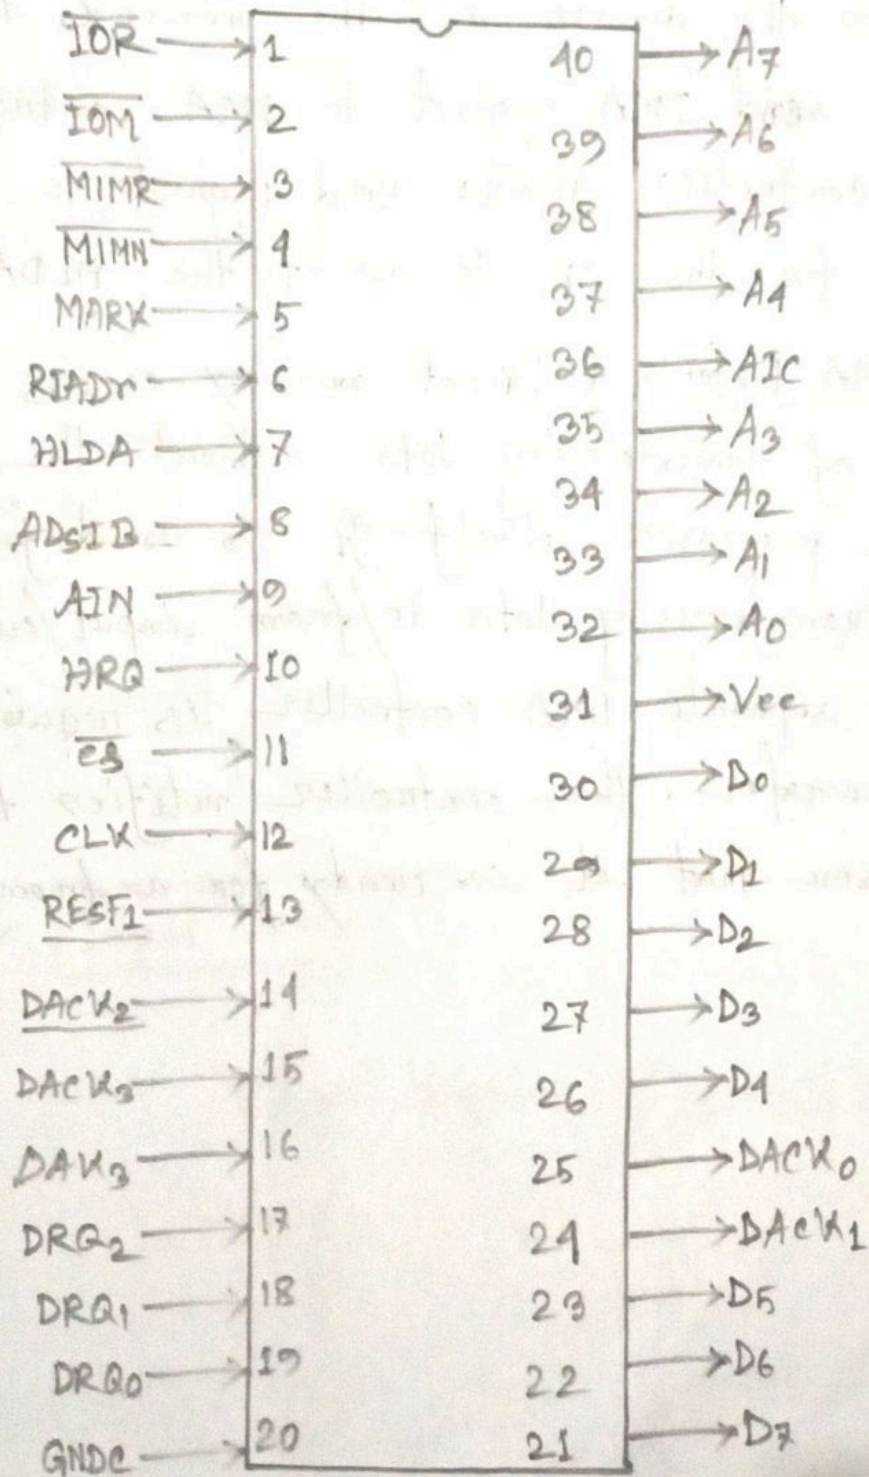 IOR 1 40 A7
IOM 2 39 A6
MIMR 3 38 A5
MIMN 4 37 A4
MARK 5 36 AIC
RIADr 6 35 A3
HLDA 7 34 A2
ADSIB 8 33 A1
AIN 9 32 A0
HRQ 10 31 Vcc
cs 11 30 D0
CLK 12 29 D1
RESF1 13 28 D2
DACK2 14 27 D3
DACK3 15 26 D4
DAK3 16 25 DACK0
DRQ2 17 24 DACK1
DRQ1 18 23 D5
DRQ0 19 22 D6
GNDC 20 21 D7